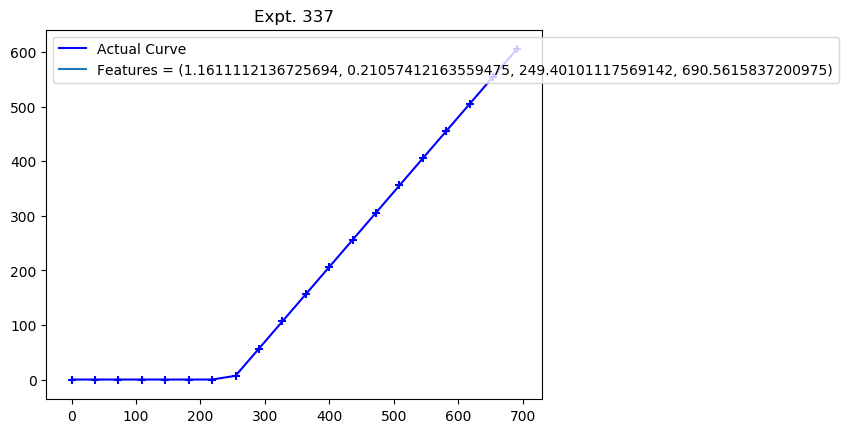 Expt. 337
Actual Curve
Features = (1.1611112136725694, 0.21057412163559475, 249.40101117569142, 690.5615837200975)
600
500
400
300
200
100
0
0 100 200 300 400 500 600 700